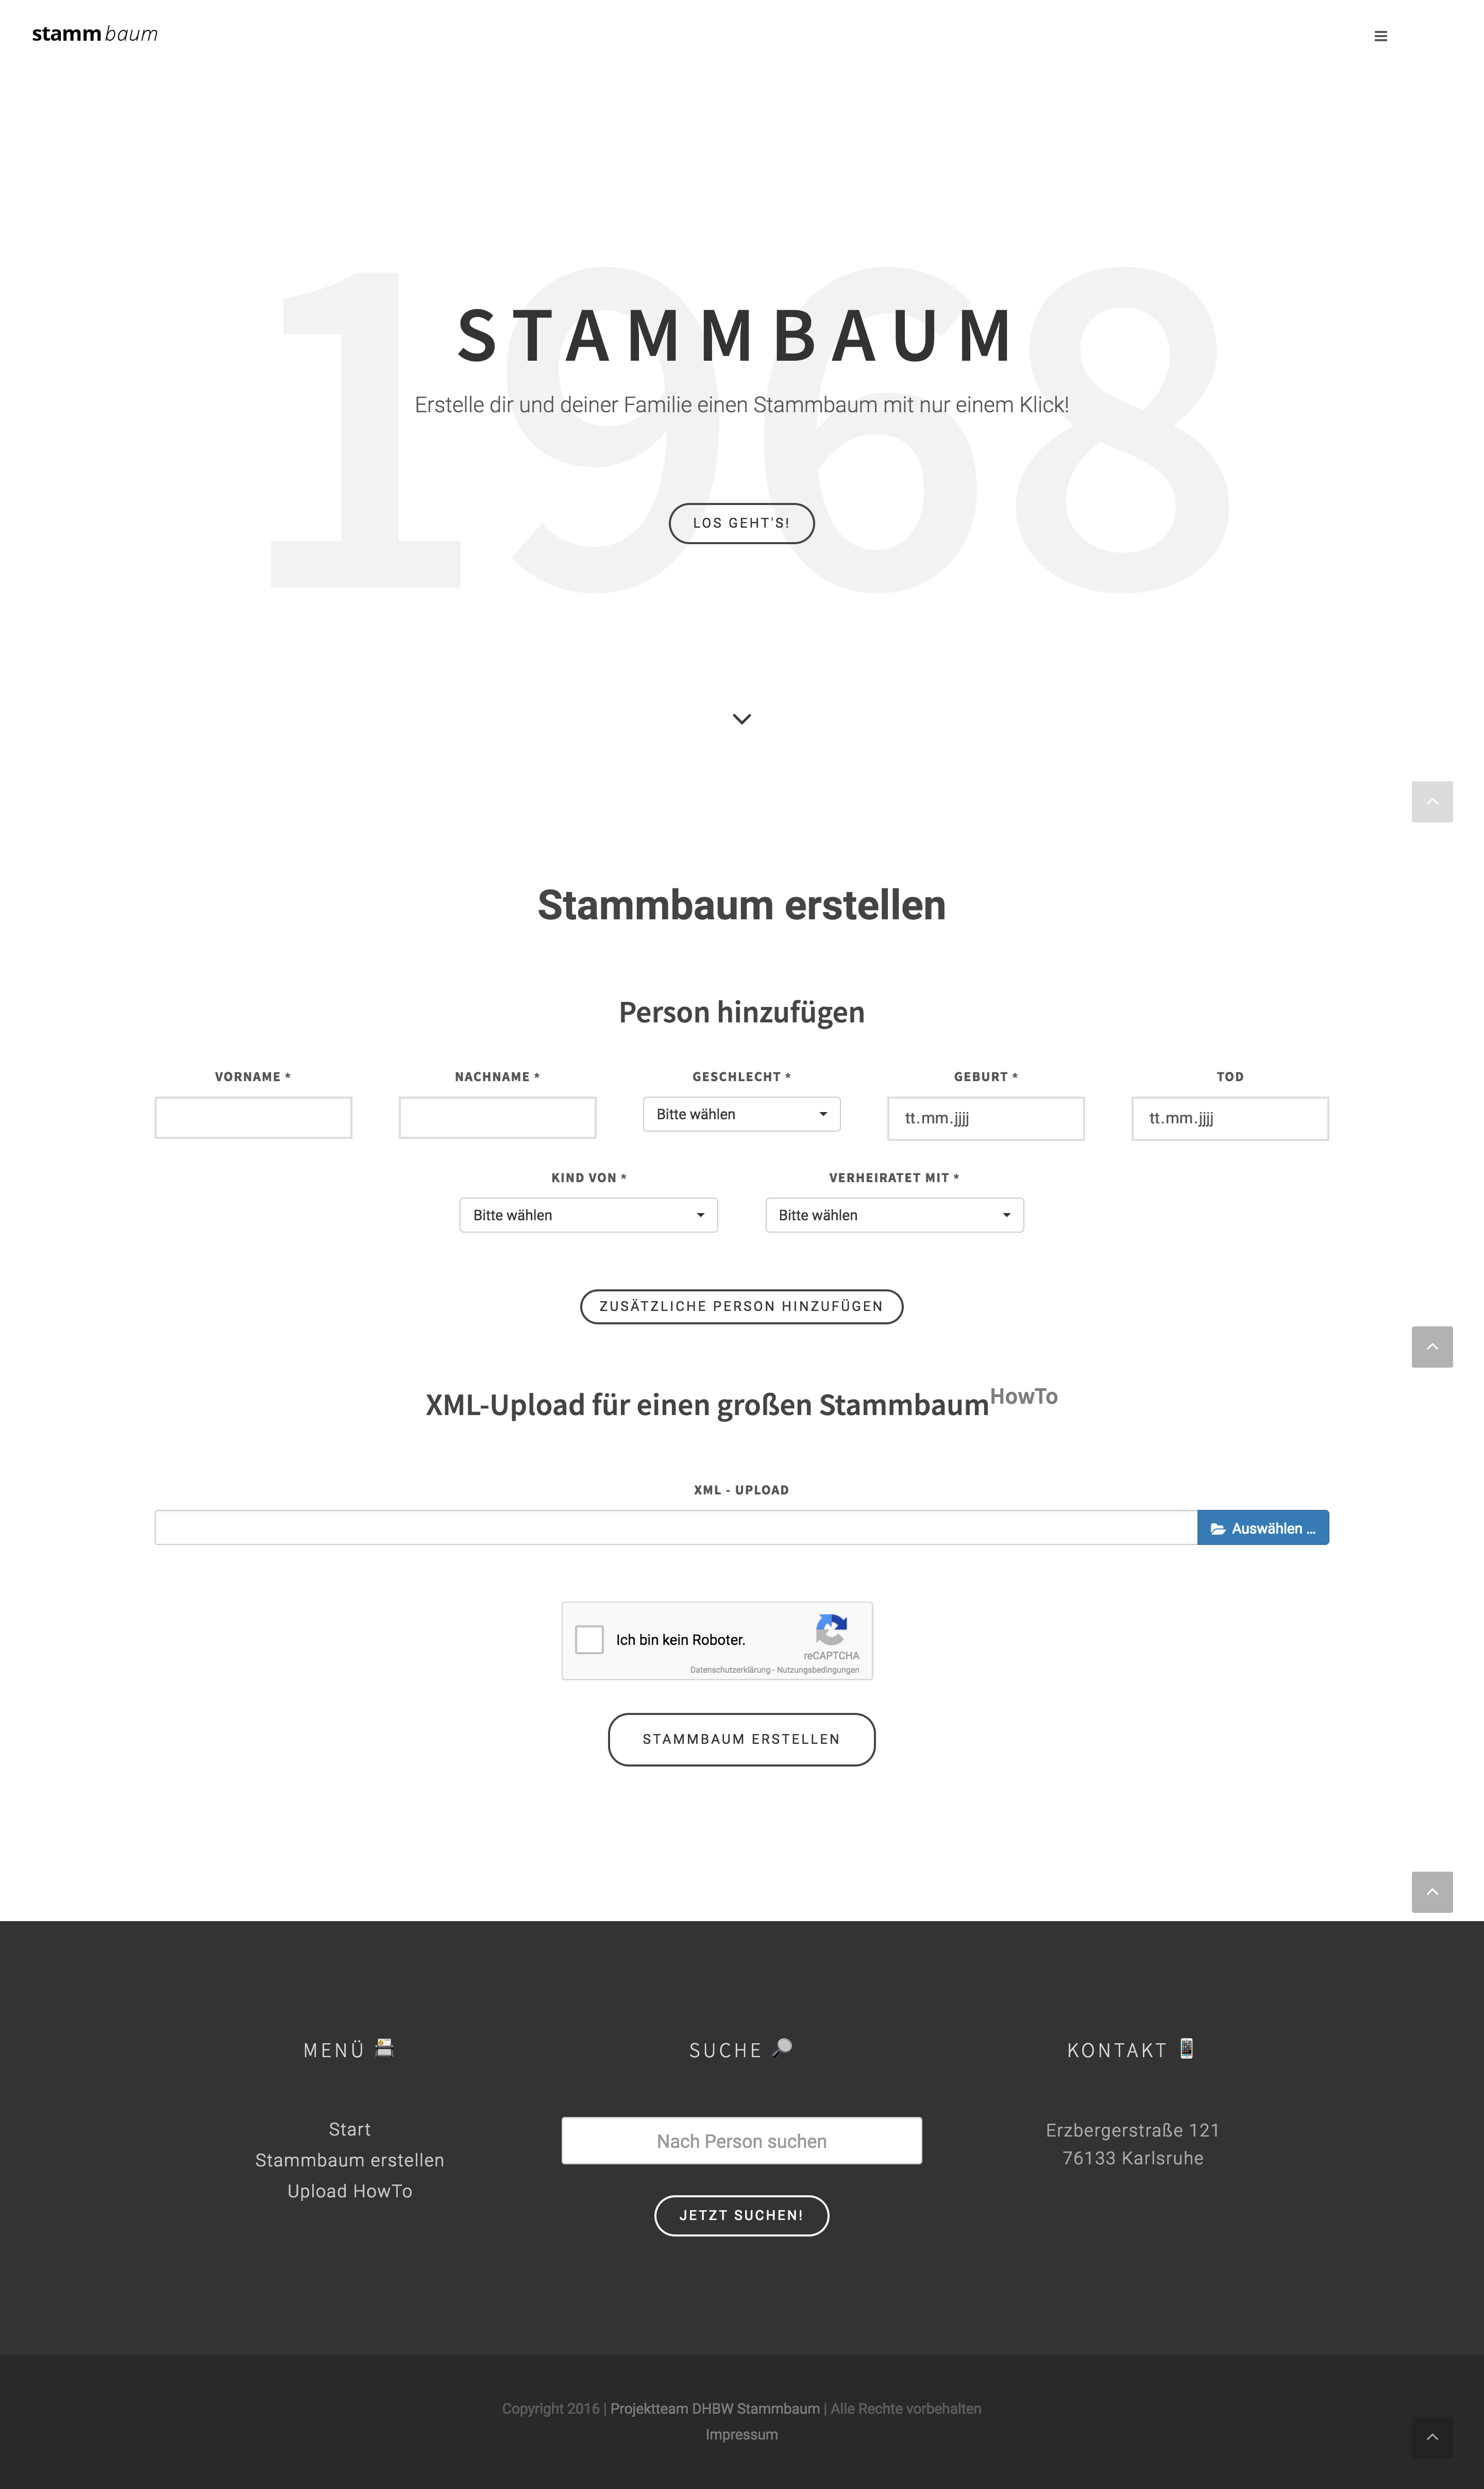 stammbaum
1968
STAMMBAUM
Erstelle dir und deiner Familie einen Stammbaum mit nur einem Klick!
LOS GEHT'S!
Stammbaum erstellen
Person hinzufügen
VORNAME * NACHNAME * GESCHLECHT * GEBURT * TOD
Bitte wählen tt.mm.jjjj tt.mm.jjjj
KIND VON * VERHEIRATET MIT *
Bitte wählen Bitte wählen
ZUSÄTZLICHE PERSON HINZUFÜGEN
XML-Upload für einen großen Stammbaum HowTo
XML - UPLOAD
Auswählen ...
Ich bin kein Roboter.
reCAPTCHA
Datenschutzerklärung - Nutzungsbedingungen
STAMMBAUM ERSTELLEN
MENÜ SUCHE KONTAKT
Start
Stammbaum erstellen
Upload HowTo
Nach Person suchen
JETZT SUCHEN!
Erzbergerstraße 121
76133 Karlsruhe
Copyright 2016 | Projektteam DHBW Stammbaum | Alle Rechte vorbehalten
Impressum